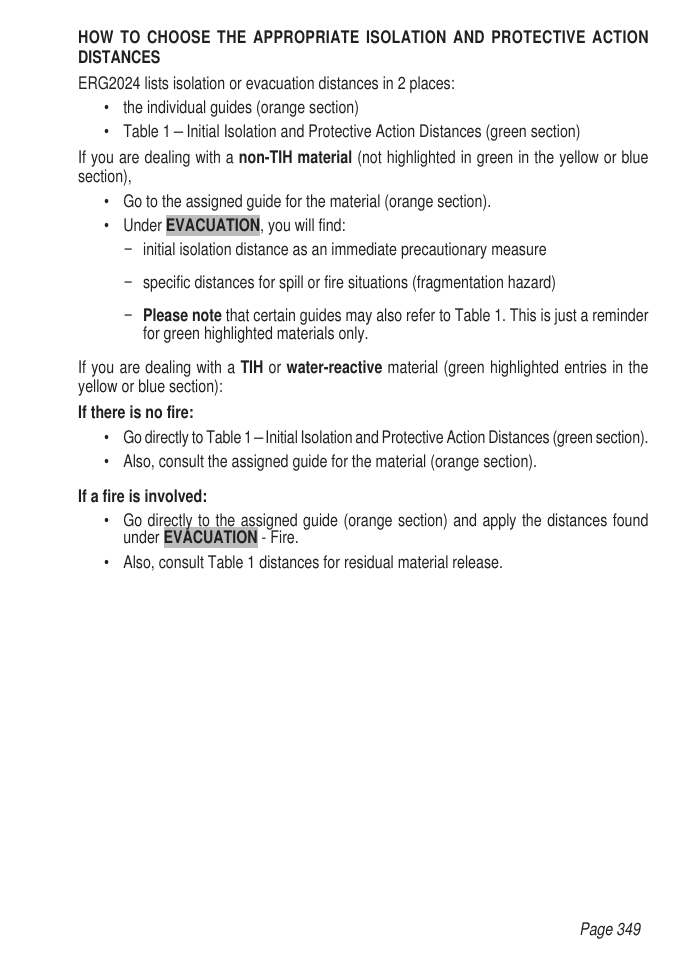 HOW TO CHOOSE THE APPROPRIATE ISOLATION AND PROTECTIVE ACTION
DISTANCES
ERG2024 lists isolation or evacuation distances in 2 places:
• the individual guides (orange section)
• Table 1 – Initial Isolation and Protective Action Distances (green section)
If you are dealing with a non-TIH material (not highlighted in green in the yellow or blue
section),
• Go to the assigned guide for the material (orange section).
• Under EVACUATION, you will find:
− initial isolation distance as an immediate precautionary measure
− specific distances for spill or fire situations (fragmentation hazard)
− Please note that certain guides may also refer to Table 1. This is just a reminder
for green highlighted materials only.
If you are dealing with a TIH or water-reactive material (green highlighted entries in the
yellow or blue section):
If there is no fire:
• Go directly to Table 1 – Initial Isolation and Protective Action Distances (green section).
• Also, consult the assigned guide for the material (orange section).
If a fire is involved:
• Go directly to the assigned guide (orange section) and apply the distances found
under EVACUATION - Fire.
• Also, consult Table 1 distances for residual material release.
Page 349